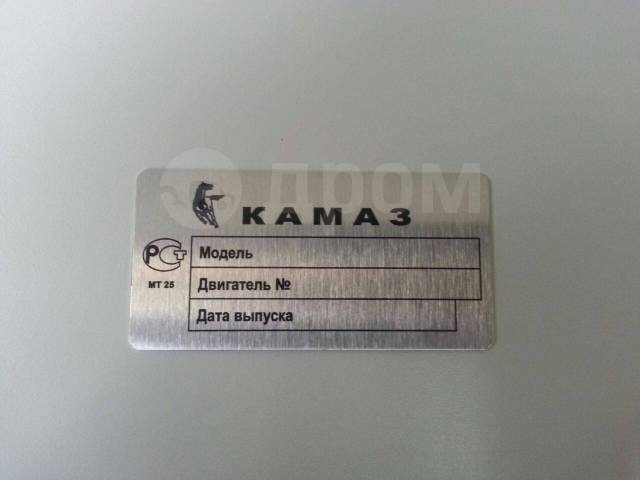 дром
КАМАЗ
Модель
РСТ
МТ 25
Двигатель №
Дата выпуска